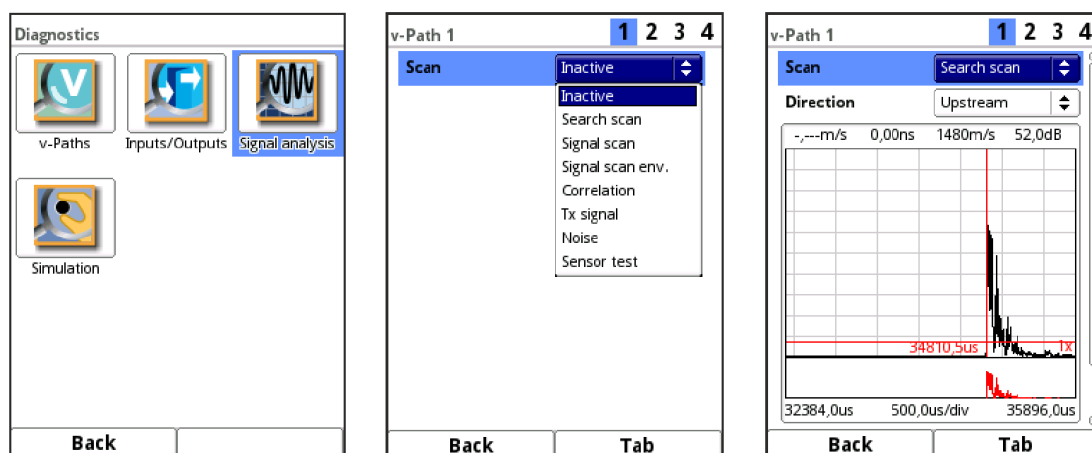 Diagnostics
v-Paths
Inputs/Outputs
Signal analysis
Simulation
Back
v-Path 1
1 2 3 4
Scan
Inactive
Inactive
Search scan
Signal scan
Signal scan env.
Correlation
Tx signal
Noise
Sensor test
Back
Tab
v-Path 1
1 2 3 4
Scan
Search scan
Direction
Upstream
-,---m/s 0,00ns 1480m/s 52,0dB
34810,5us
1x
32384,0us 500,0us/div 35896,0us
Back
Tab